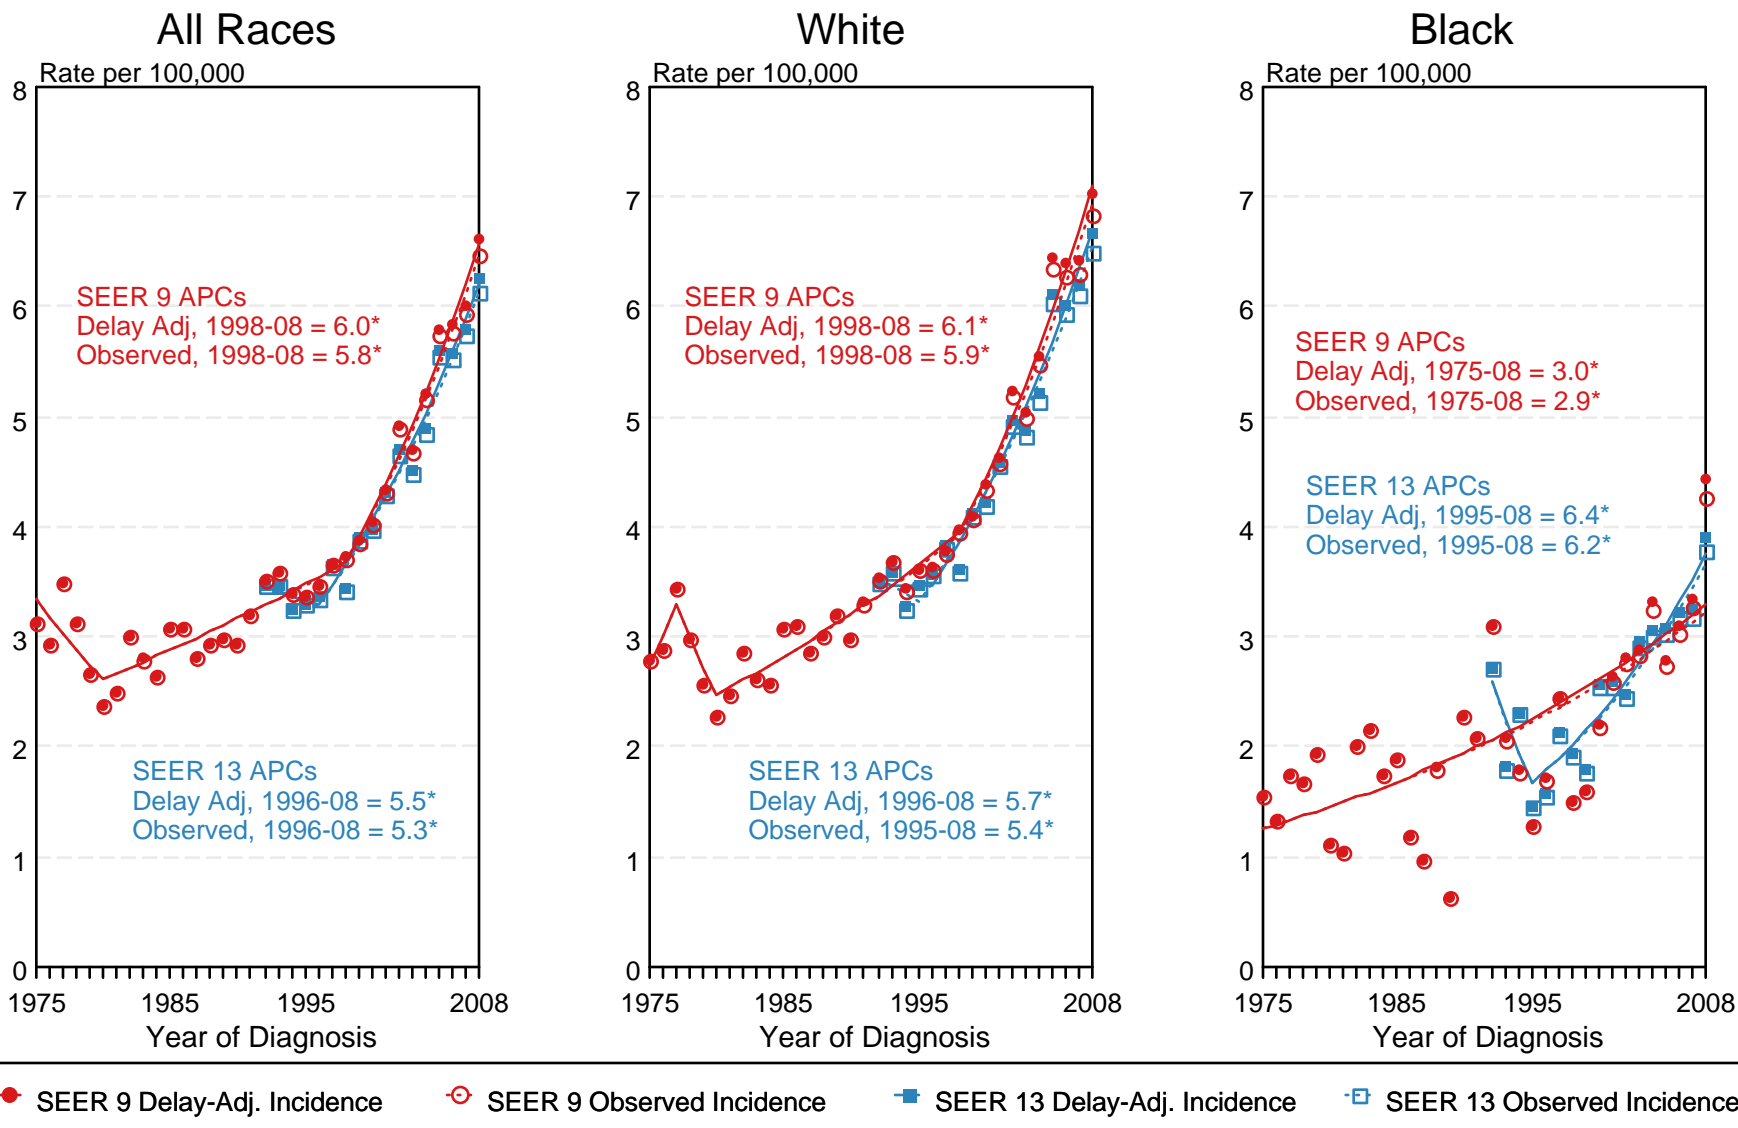 All Races
White
Black
Rate per 100,000
Rate per 100,000
Rate per 100,000
8
7
6
5
4
3
2
1
0
SEER 9 APCs
Delay Adj, 1998-08 = 6.0*
Observed, 1998-08 = 5.8*
SEER 13 APCs
Delay Adj, 1996-08 = 5.5*
Observed, 1996-08 = 5.3*
1975
1985
1995
2008
Year of Diagnosis
8
7
6
5
4
3
2
1
0
SEER 9 APCs
Delay Adj, 1998-08 = 6.1*
Observed, 1998-08 = 5.9*
SEER 13 APCs
Delay Adj, 1996-08 = 5.7*
Observed, 1995-08 = 5.4*
1975
1985
1995
2008
Year of Diagnosis
8
7
6
5
4
3
2
1
0
SEER 9 APCs
Delay Adj, 1975-08 = 3.0*
Observed, 1975-08 = 2.9*
SEER 13 APCs
Delay Adj, 1995-08 = 6.4*
Observed, 1995-08 = 6.2*
1975
1985
1995
2008
Year of Diagnosis
SEER 9 Delay-Adj. Incidence
SEER 9 Observed Incidence
SEER 13 Delay-Adj. Incidence
SEER 13 Observed Incidence